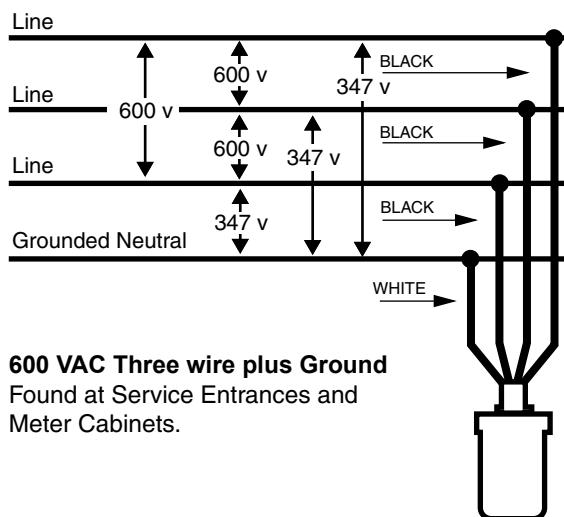 Line
BLACK
600 v
347 v
Line
600 v
BLACK
600 v
347 v
Line
BLACK
347 v
Grounded Neutral
WHITE
600 VAC Three wire plus Ground
Found at Service Entrances and
Meter Cabinets.